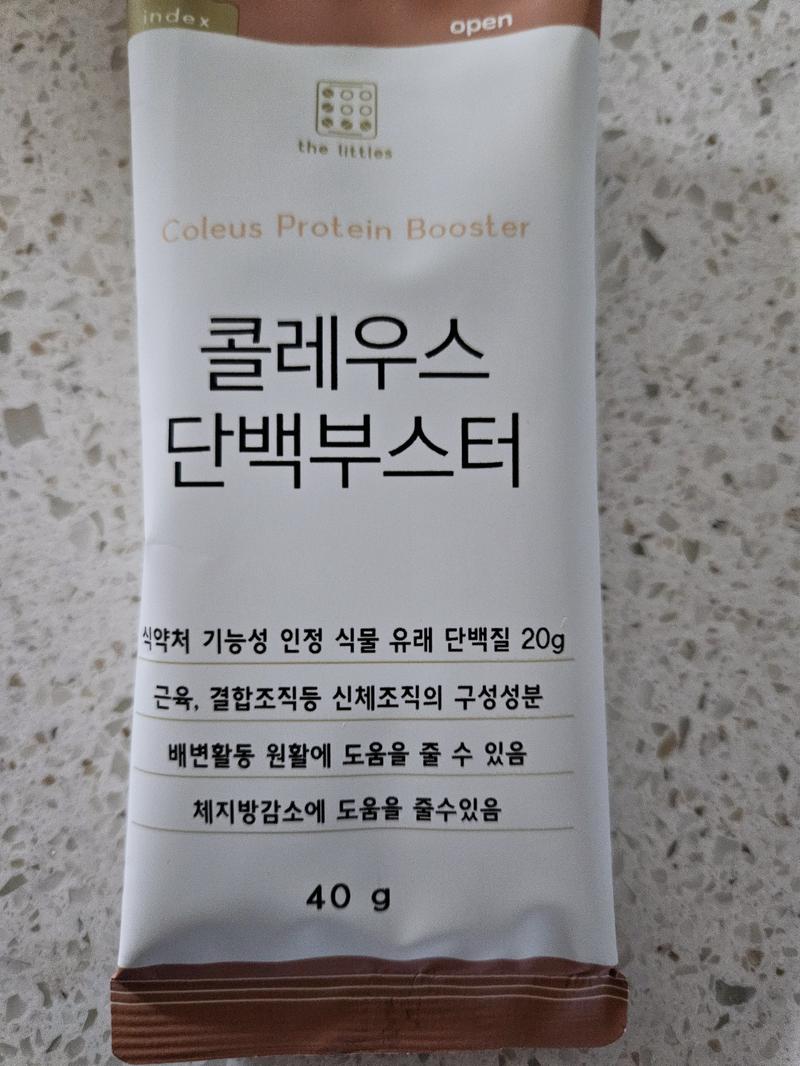 index
open
the littles
Coleus Protein Booster
콜레우스
단백부스터
식약처 기능성 인정 식물 유래 단백질 20g
근육, 결합조직등 신체조직의 구성성분
배변활동 원활에 도움을 줄 수 있음
체지방감소에 도움을 줄수있음
40 g